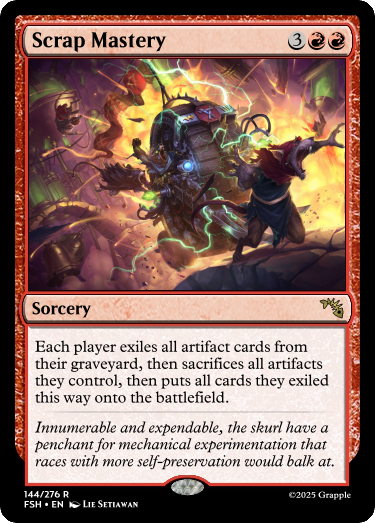 Scrap Mastery 3
Sorcery
Each player exiles all artifact cards from
their graveyard, then sacrifices all artifacts
they control, then puts all cards they exiled
this way onto the battlefield.
Innumerable and expendable, the skurl have a
penchant for mechanical experimentation that
races with more self-preservation would balk at.
144/276 R
FSH • EN Lie Setiawan
©2025 Grapple